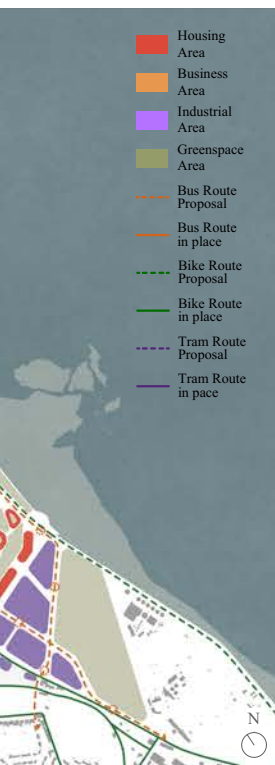 Housing
Area
Business
Area
Industrial
Area
Greenspace
Area
Bus Route
Proposal
Bus Route
in place
Bike Route
Proposal
Bike Route
in place
Tram Route
Proposal
Tram Route
in pace
N